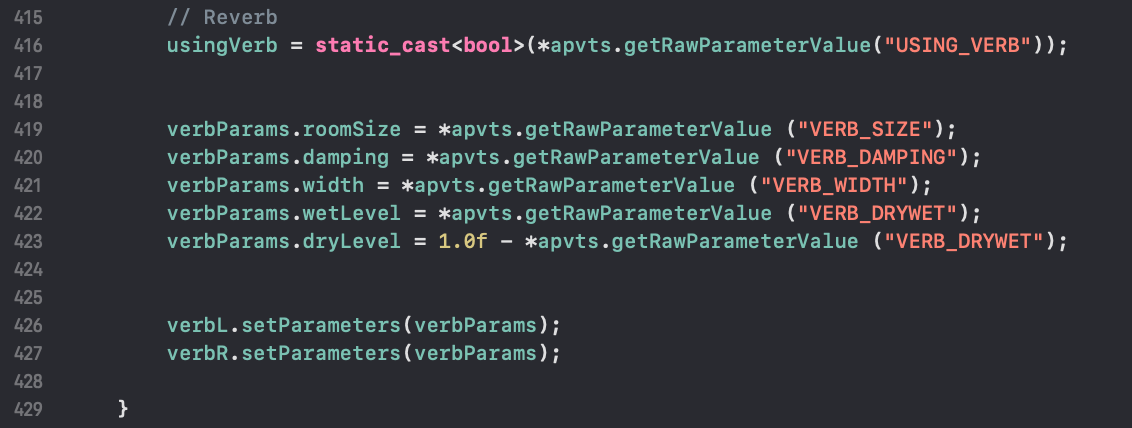 415 // Reverb
416 usingVerb = static_cast<bool>(*apvts.getRawParameterValue("USING_VERB"));
417
418
419 verbParams.roomSize = *apvts.getRawParameterValue ("VERB_SIZE");
420 verbParams.damping = *apvts.getRawParameterValue ("VERB_DAMPING");
421 verbParams.width = *apvts.getRawParameterValue ("VERB_WIDTH");
422 verbParams.wetLevel = *apvts.getRawParameterValue ("VERB_DRYWET");
423 verbParams.dryLevel = 1.0f - *apvts.getRawParameterValue ("VERB_DRYWET");
424
425
426 verbL.setParameters(verbParams);
427 verbR.setParameters(verbParams);
428
429 }